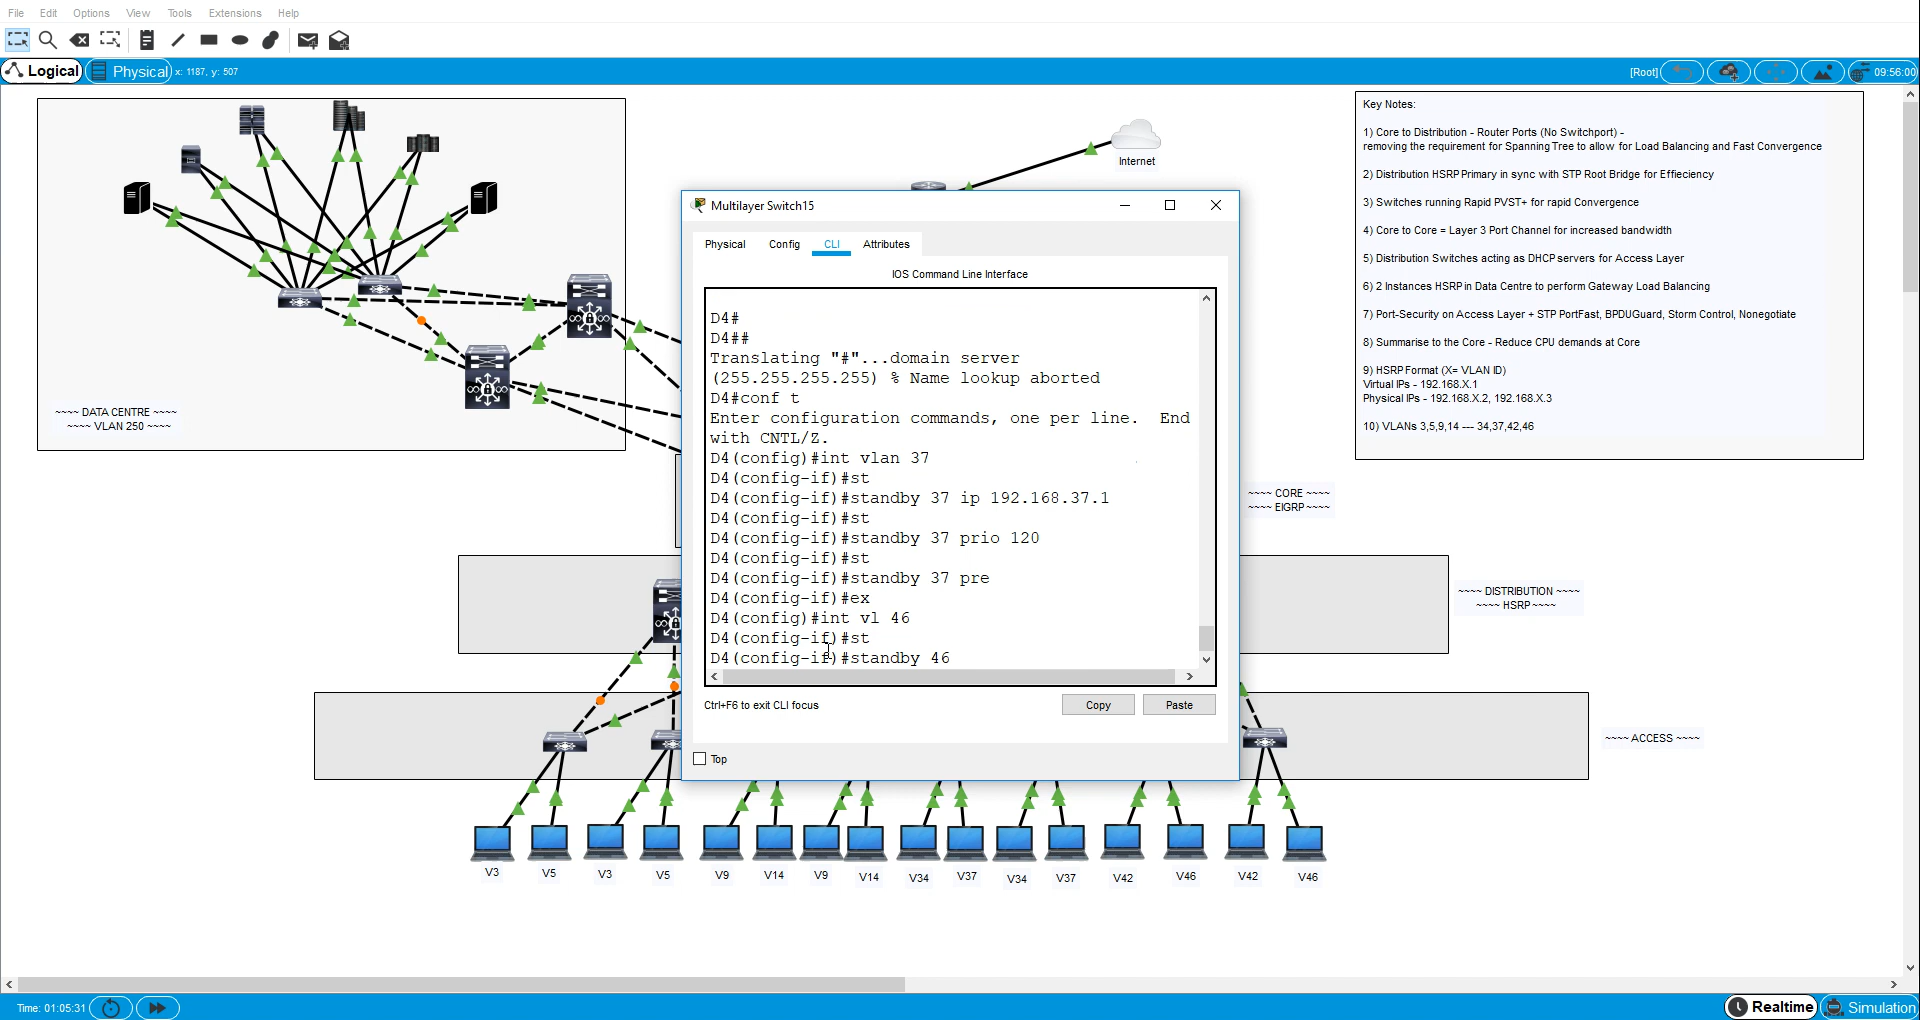 File Edit Options View Tools Extensions Help
Logical Physical x: 1187, y: 507
[Root] 09:56:00
Internet
~~~~ DATA CENTRE ~~~~
~~~~ VLAN 250 ~~~~
Key Notes:
1) Core to Distribution - Router Ports (No Switchport) -
removing the requirement for Spanning Tree to allow for Load Balancing and Fast Convergence
2) Distribution HSRP Primary in sync with STP Root Bridge for Effieciency
3) Switches running Rapid PVST+ for rapid Convergence
4) Core to Core = Layer 3 Port Channel for increased bandwidth
5) Distribution Switches acting as DHCP servers for Access Layer
6) 2 Instances HSRP in Data Centre to perform Gateway Load Balancing
7) Port-Security on Access Layer + STP PortFast, BPDUGuard, Storm Control, Nonegotiate
8) Summarise to the Core - Reduce CPU demands at Core
9) HSRP Format (X= VLAN ID)
Virtual IPs - 192.168.X.1
Physical IPs - 192.168.X.2, 192.168.X.3
10) VLANs 3,5,9,14 --- 34,37,42,46
Multilayer Switch15
Physical Config CLI Attributes
IOS Command Line Interface
D4#
D4##
Translating "#"...domain server
(255.255.255.255) % Name lookup aborted
D4#conf t
Enter configuration commands, one per line.  End
with CNTL/Z.
D4(config)#int vlan 37
D4(config-if)#st
D4(config-if)#standby 37 ip 192.168.37.1
D4(config-if)#st
D4(config-if)#standby 37 prio 120
D4(config-if)#st
D4(config-if)#standby 37 pre
D4(config-if)#ex
D4(config)#int vl 46
D4(config-if)#st
D4(config-if)#standby 46
Ctrl+F6 to exit CLI focus
Copy Paste
Top
~~~~ CORE ~~~~
~~~~ EIGRP ~~~~
~~~~ DISTRIBUTION ~~~~
~~~~ HSRP ~~~~
~~~~ ACCESS ~~~~
V3 V5 V3 V5 V9 V14 V9 V14 V34 V37 V34 V37 V42 V46 V42 V46
Time: 01:05:31
Realtime Simulation